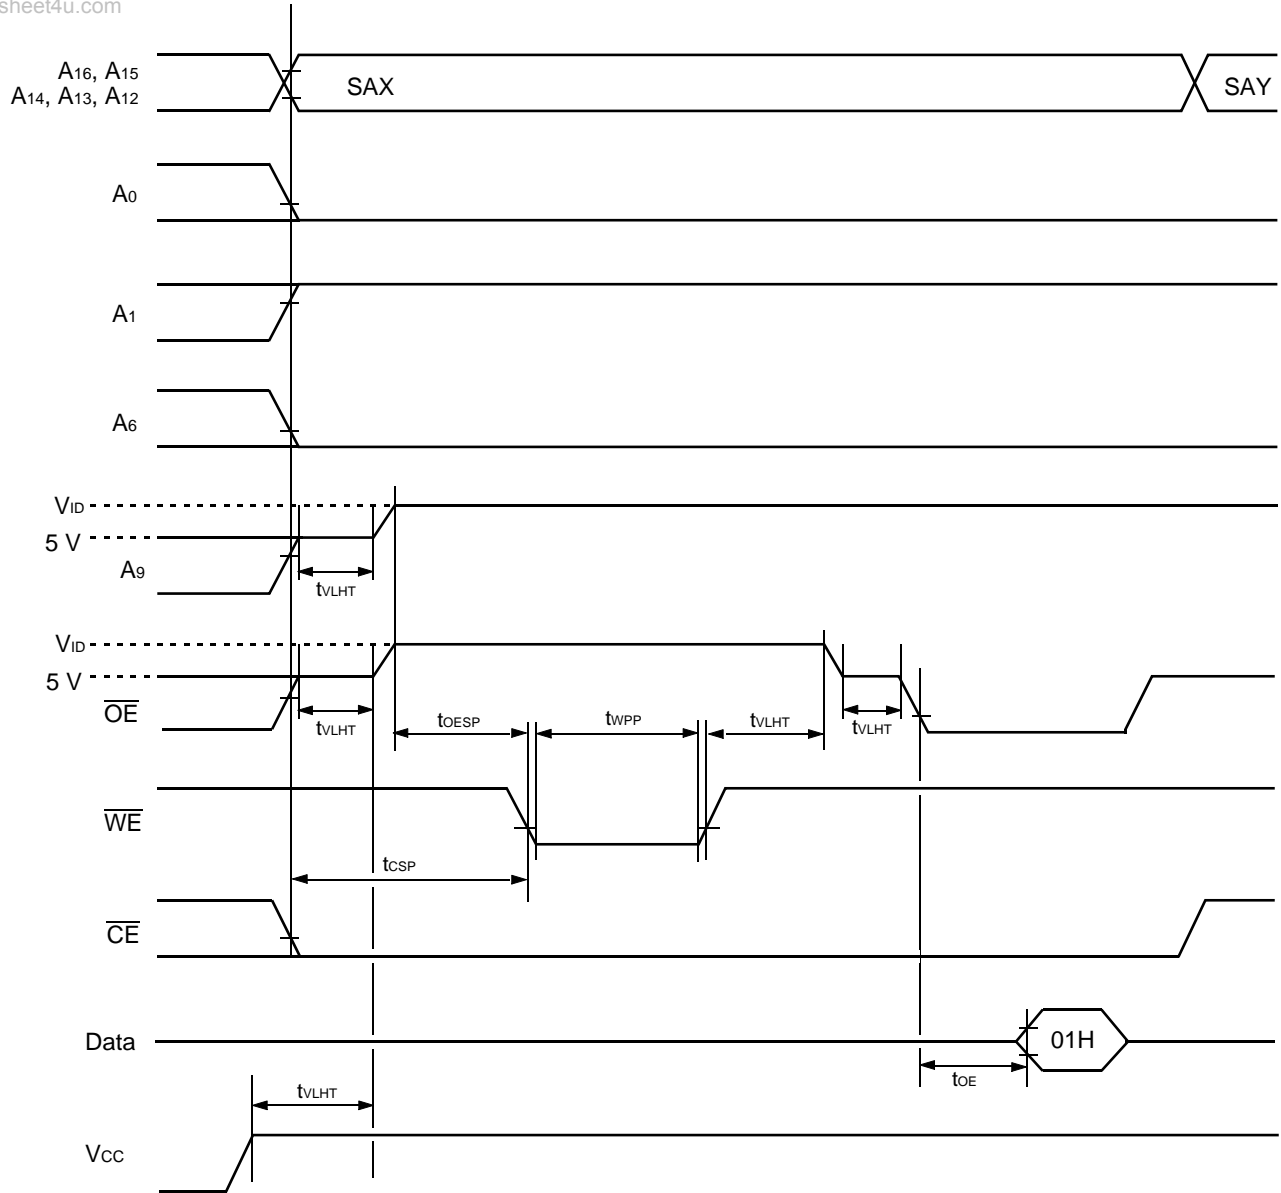 sheet4u.com
A16, A15
A14, A13, A12
SAX
SAY
A0
A1
A6
VID
5 V
A9
tVLHT
VID
5 V
OE
tVLHT
tOESP
tWPP
tVLHT
tVLHT
WE
tCSP
CE
Data
01H
tOE
tVLHT
VCC